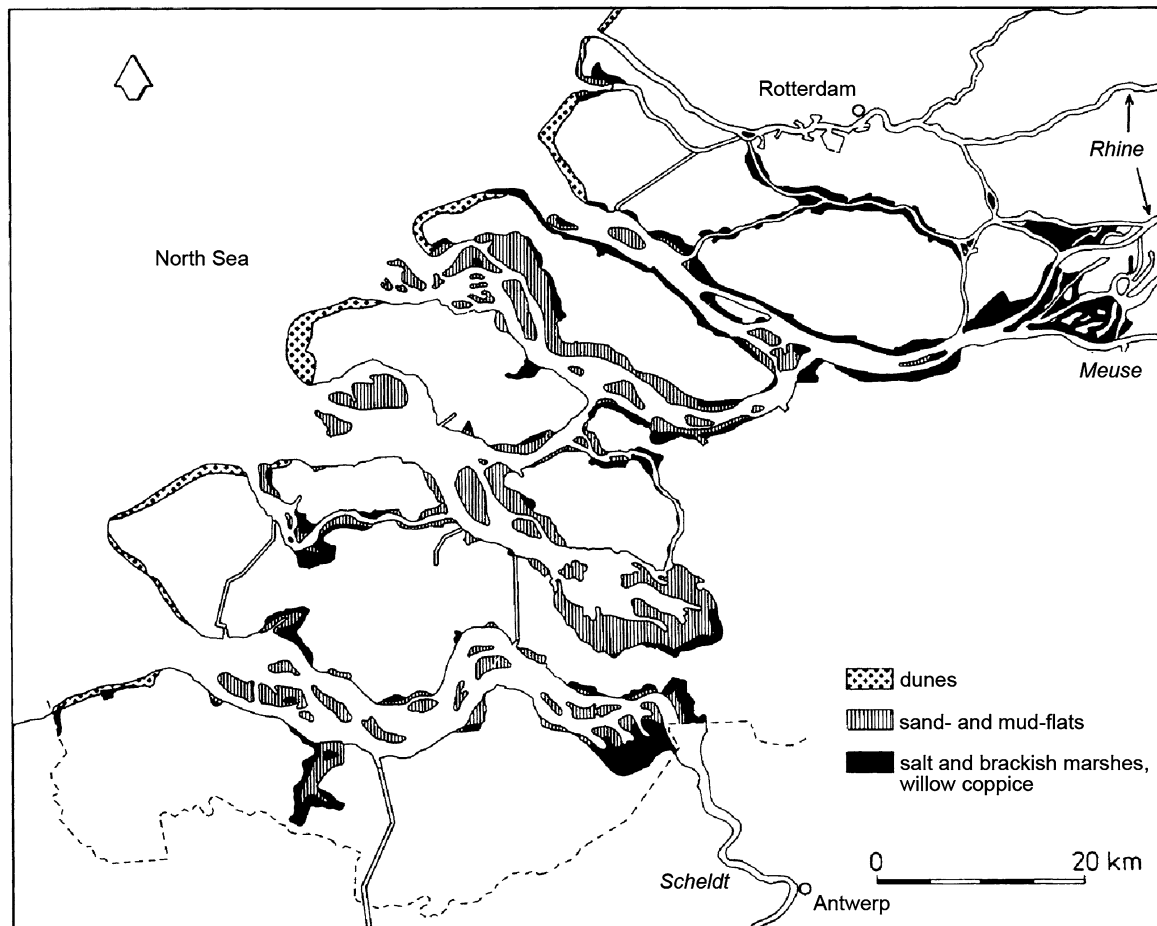 Rotterdam
Rhine
North Sea
Meuse
dunes
sand- and mud-flats
salt and brackish marshes,
willow coppice
0 20 km
Scheldt
Antwerp